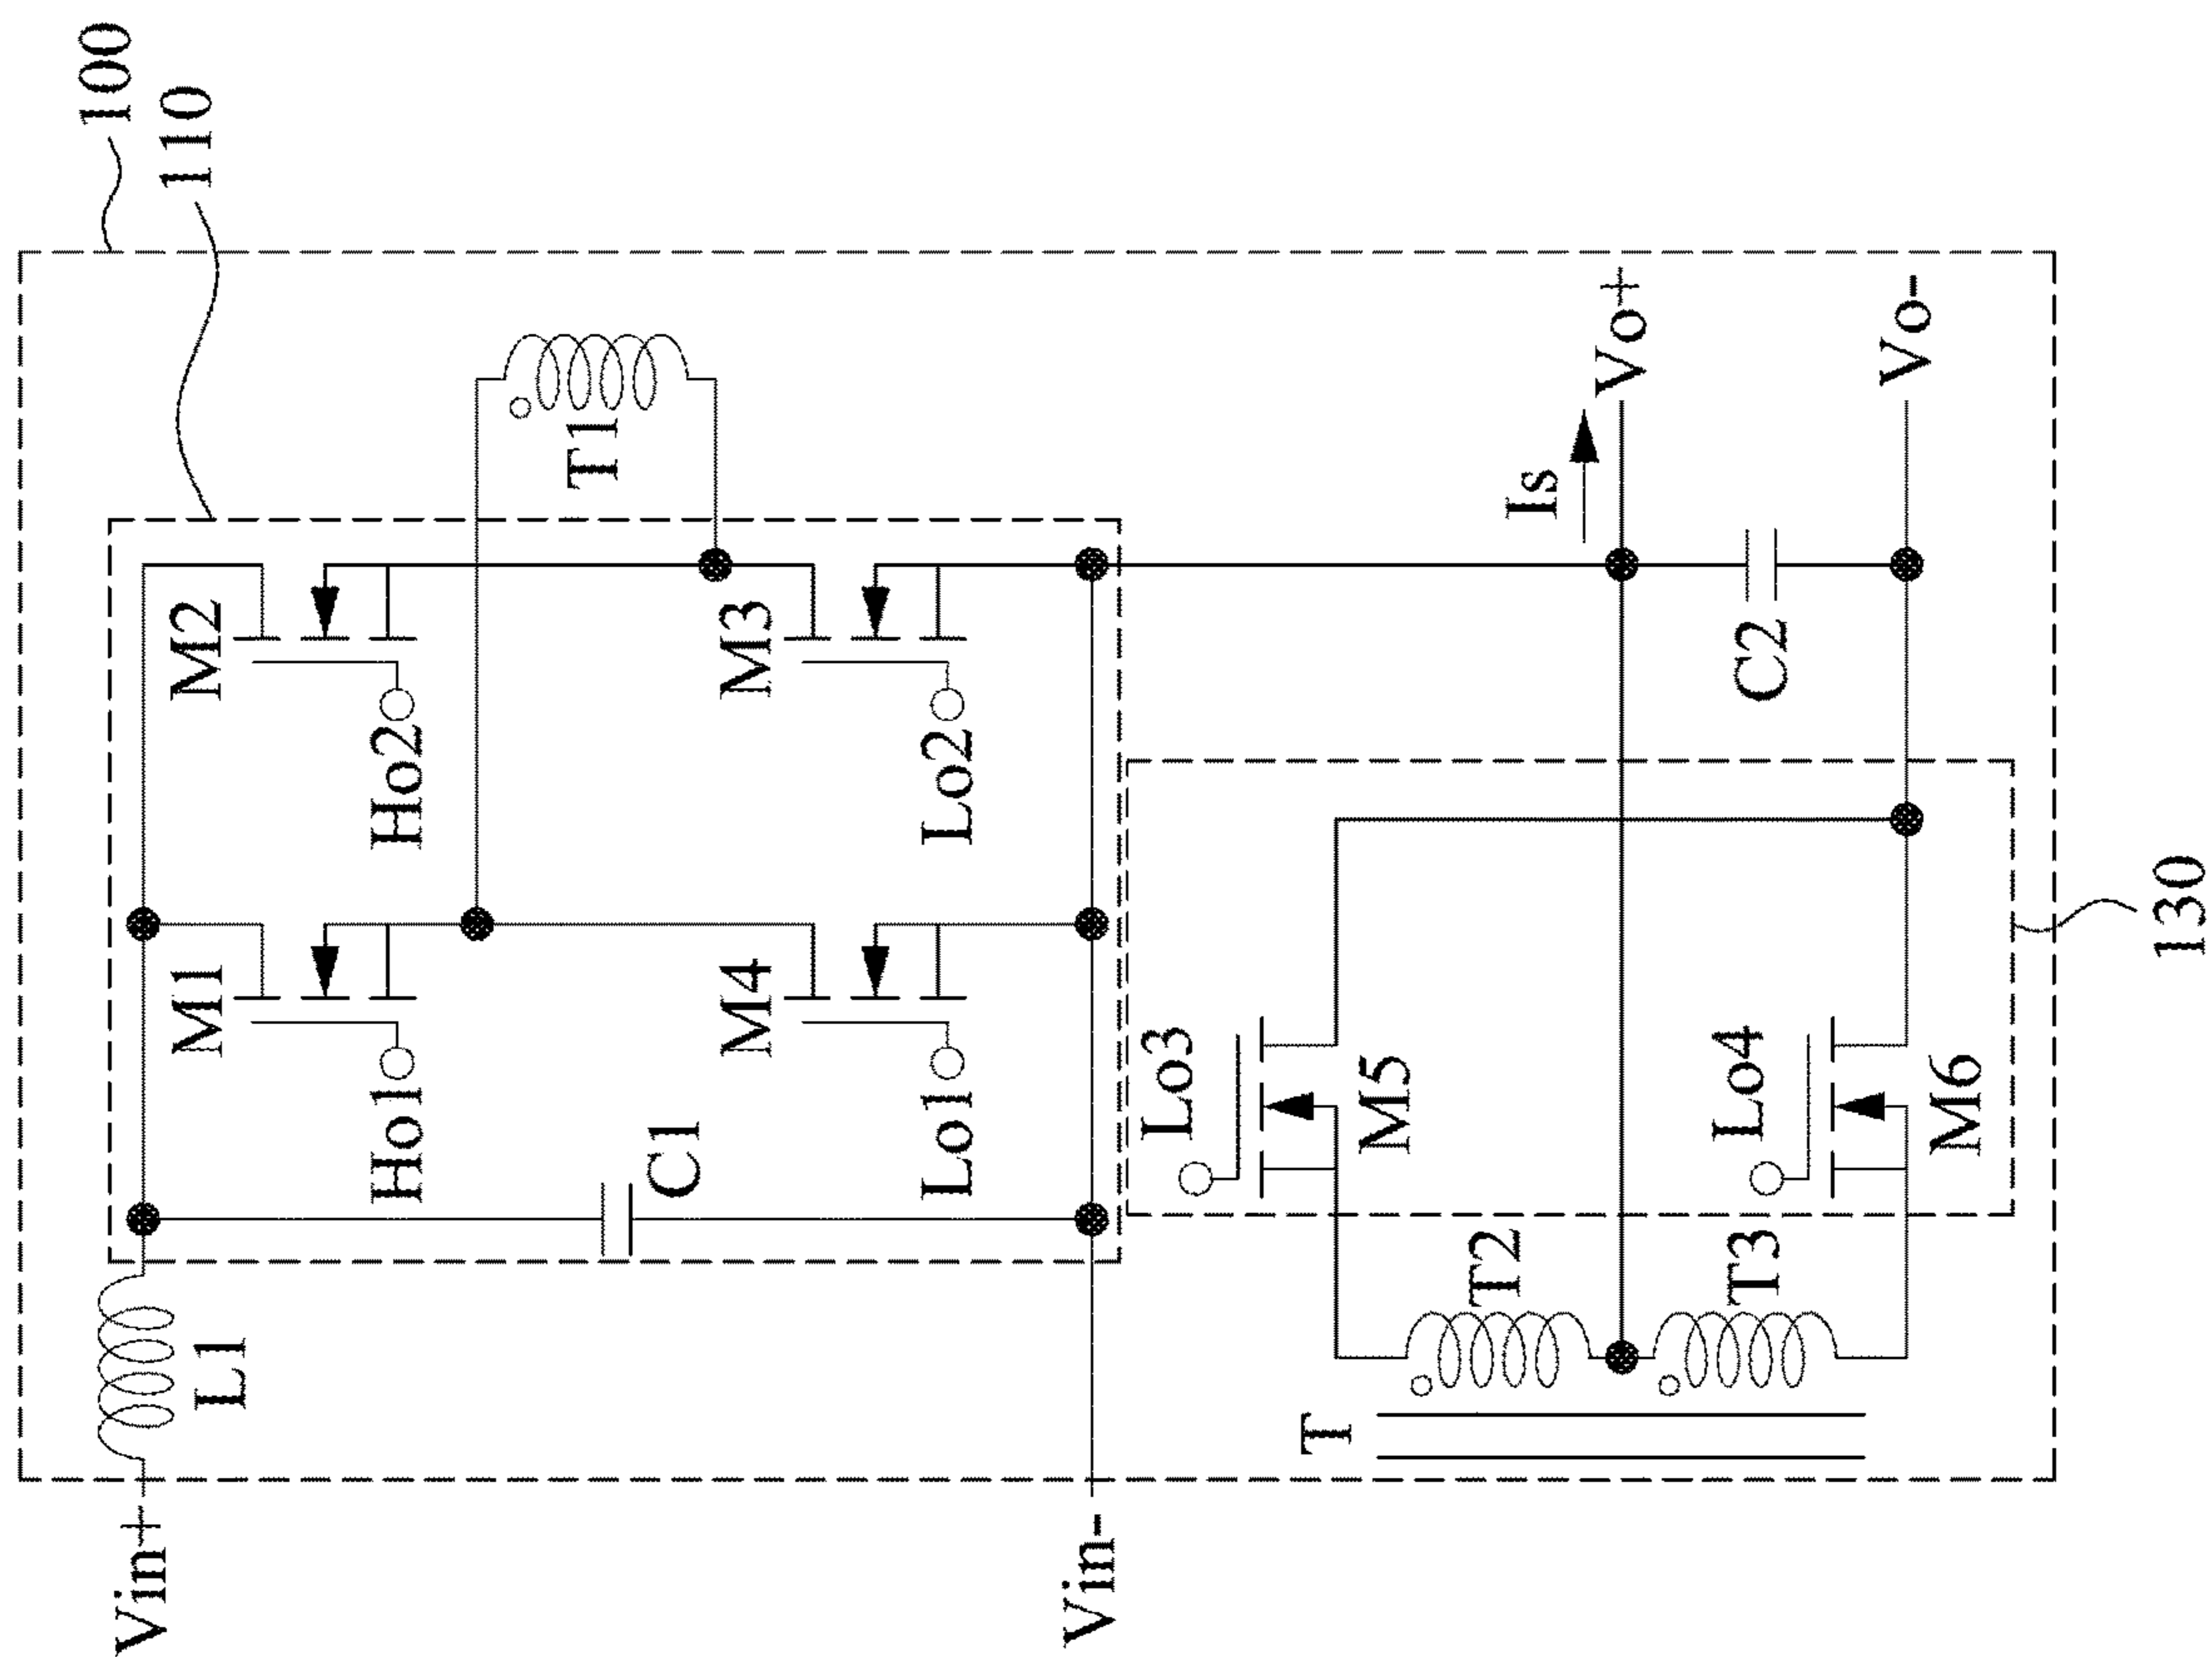 100
110
Vin+
L1
M1
M2
Ho1
Ho2
C1
T1
M4
M3
Lo1
Lo2
Vin-
Lo3
M5
T
T2
Is
Vo+
T3
Lo4
C2
M6
Vo-
130